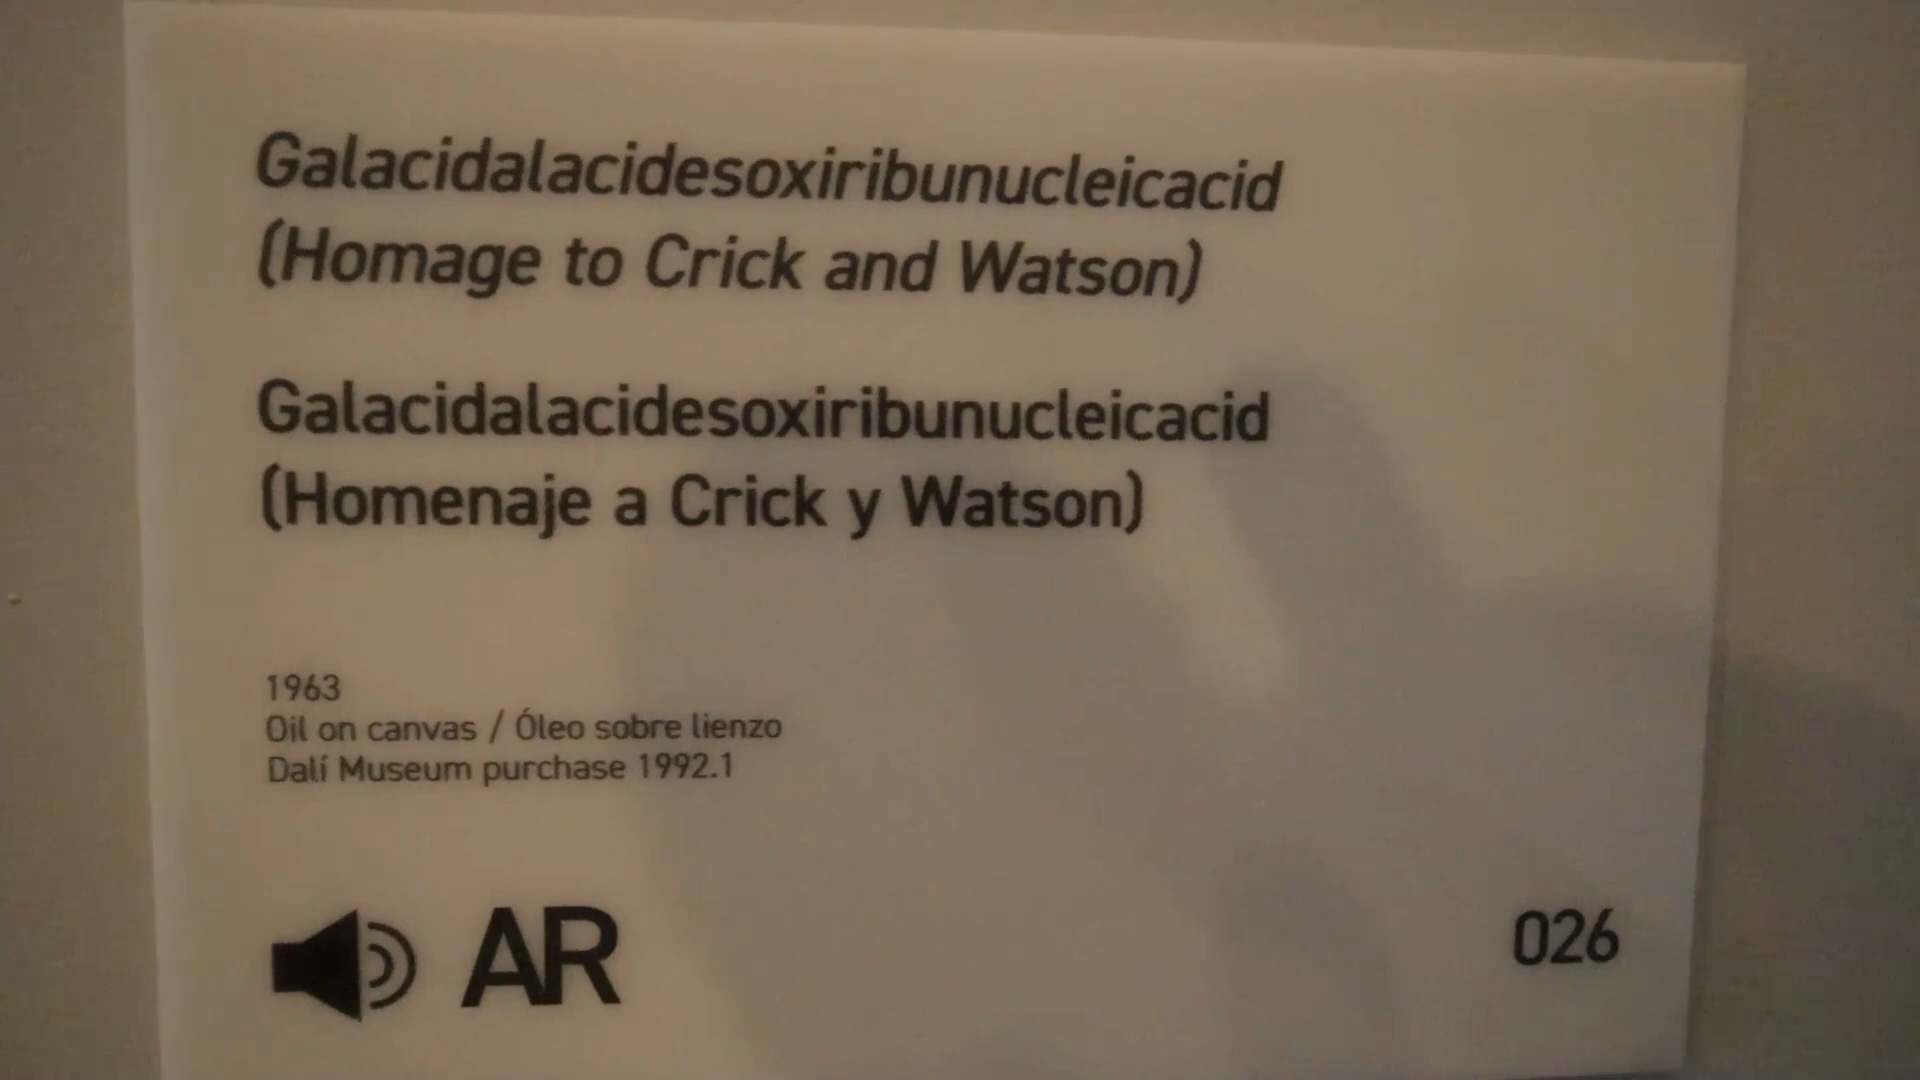 Galacidalacidesoxiribunucleicacid
(Homage to Crick and Watson)
Galacidalacidesoxiribunucleicacid
(Homenaje a Crick y Watson)
1963
Oil on canvas / Óleo sobre lienzo
Dalí Museum purchase 1992.1
AR
026